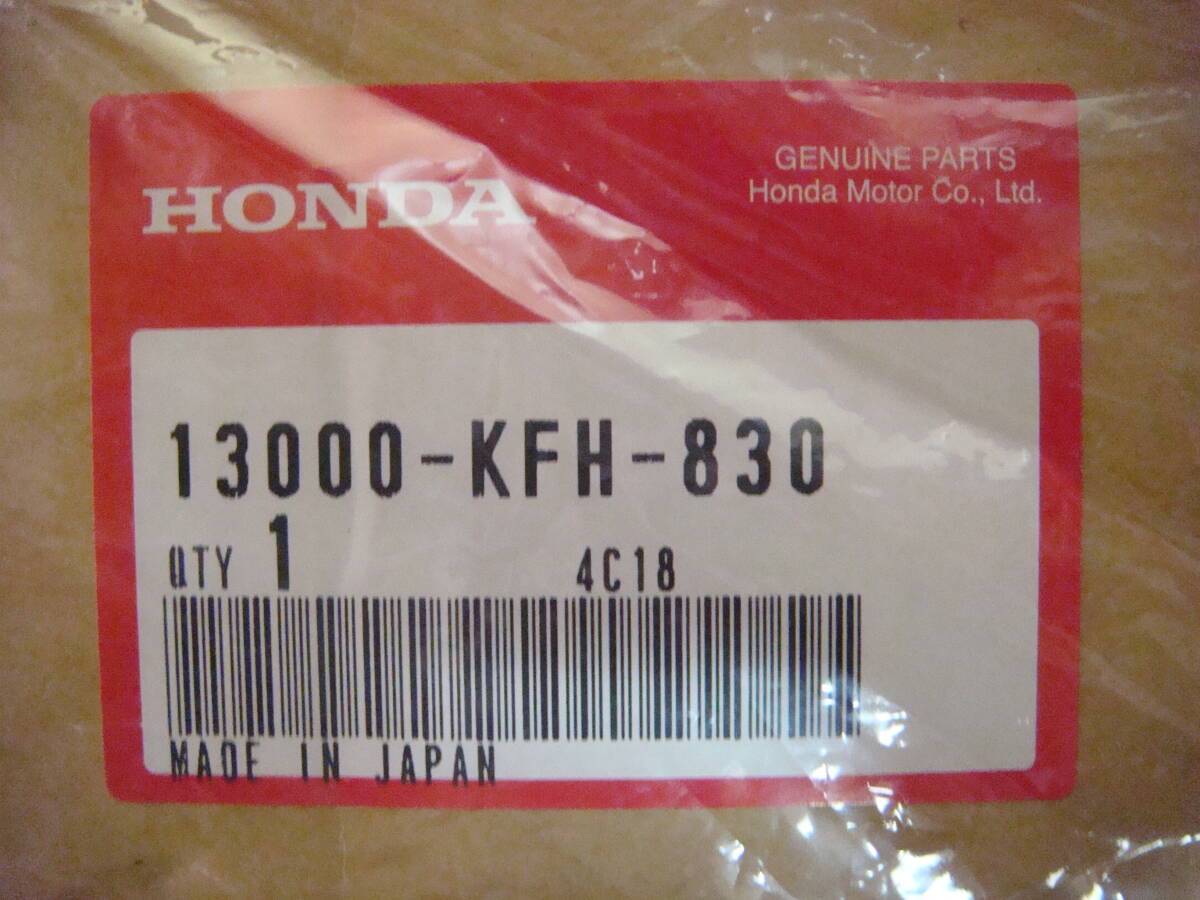 HONDA
GENUINE PARTS
Honda Motor Co., Ltd.
13000-KFH-830
QTY 1 4C18
MADE IN JAPAN